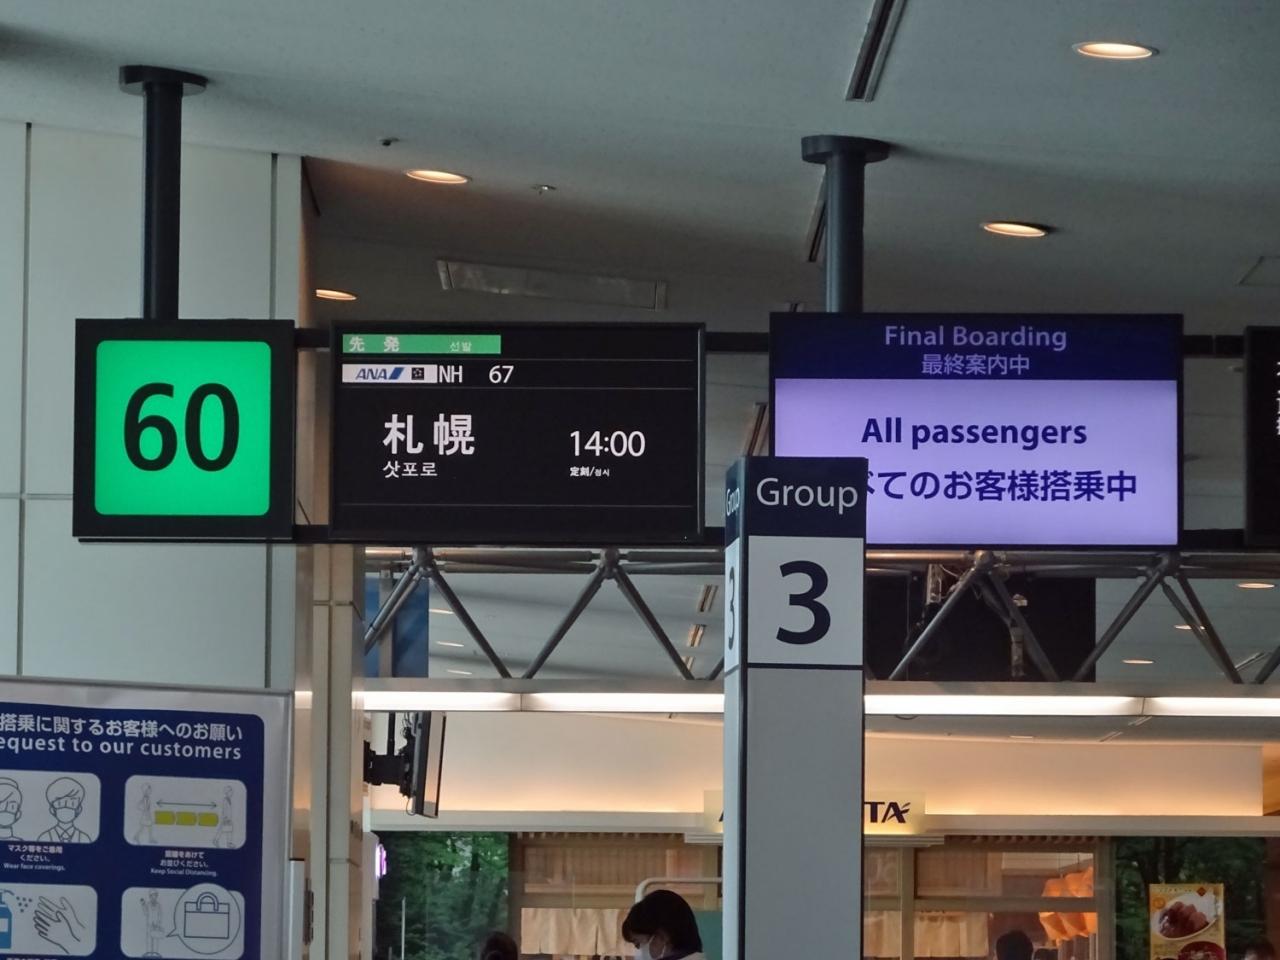 60
先発 선발
ANA NH 67
札幌 14:00
삿포로 定刻/정시
Final Boarding
最終案内中
All passengers
てのお客様搭乗中
Group
3
搭乗に関するお客様へのお願い
equest to our customers
マスク等をご着用
ください。
Wear face coverings.
間隔をあけて
お並びください。
Keep Social Distancing.
TA